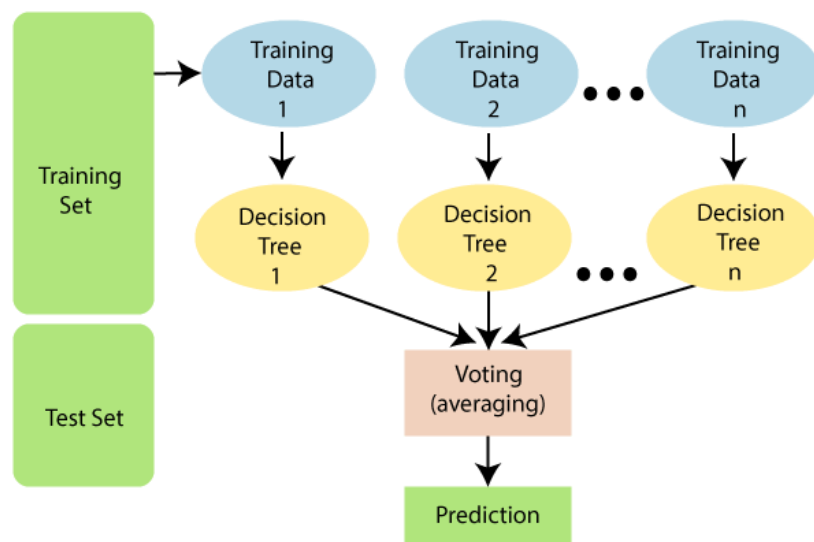 Training
Set
Test Set
Training
Data
1
Training
Data
2
Training
Data
n
Decision
Tree
1
Decision
Tree
2
Decision
Tree
n
Voting
(averaging)
Prediction